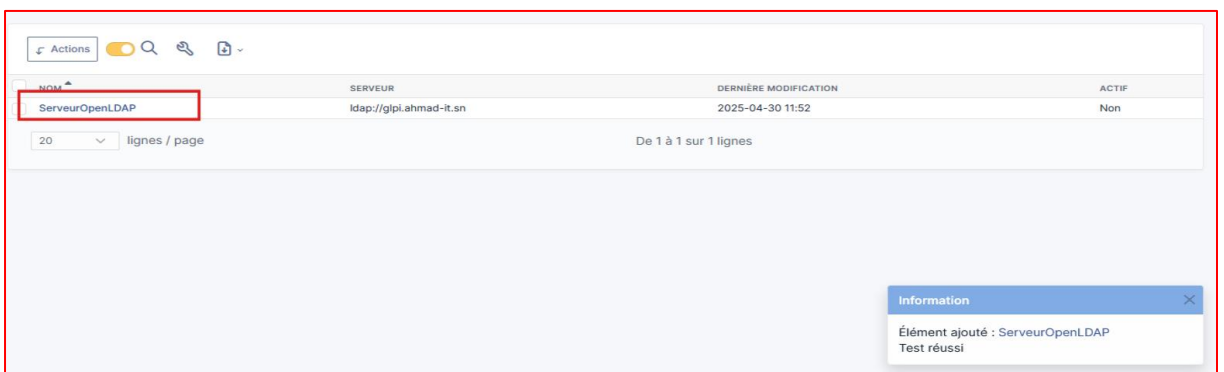 Actions
NOM SERVEUR DERNIÈRE MODIFICATION ACTIF
ServeurOpenLDAP ldap://glpi.ahmad-it.sn 2025-04-30 11:52 Non
20 lignes / page De 1 à 1 sur 1 lignes
Information
Élément ajouté : ServeurOpenLDAP
Test réussi